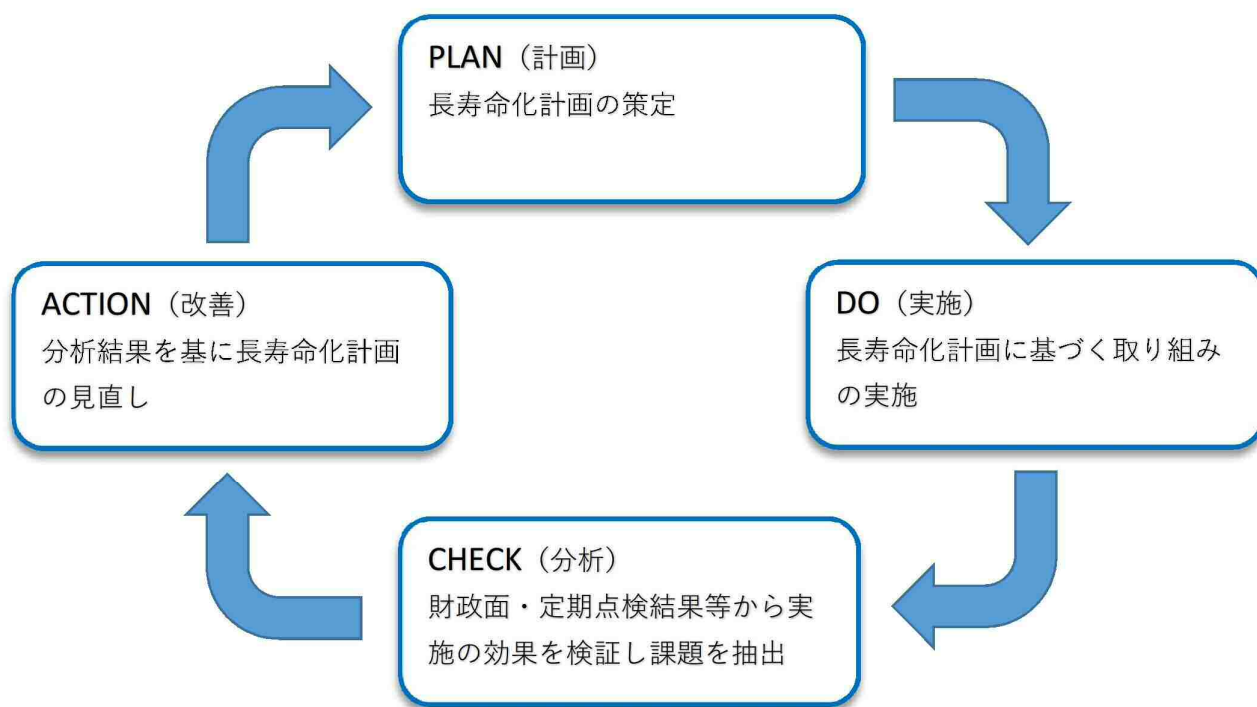 PLAN（計画）
長寿命化計画の策定
DO（実施）
長寿命化計画に基づく取り組み
の実施
CHECK（分析）
財政面・定期点検結果等から実
施の効果を検証し課題を抽出
ACTION（改善）
分析結果を基に長寿命化計画
の見直し